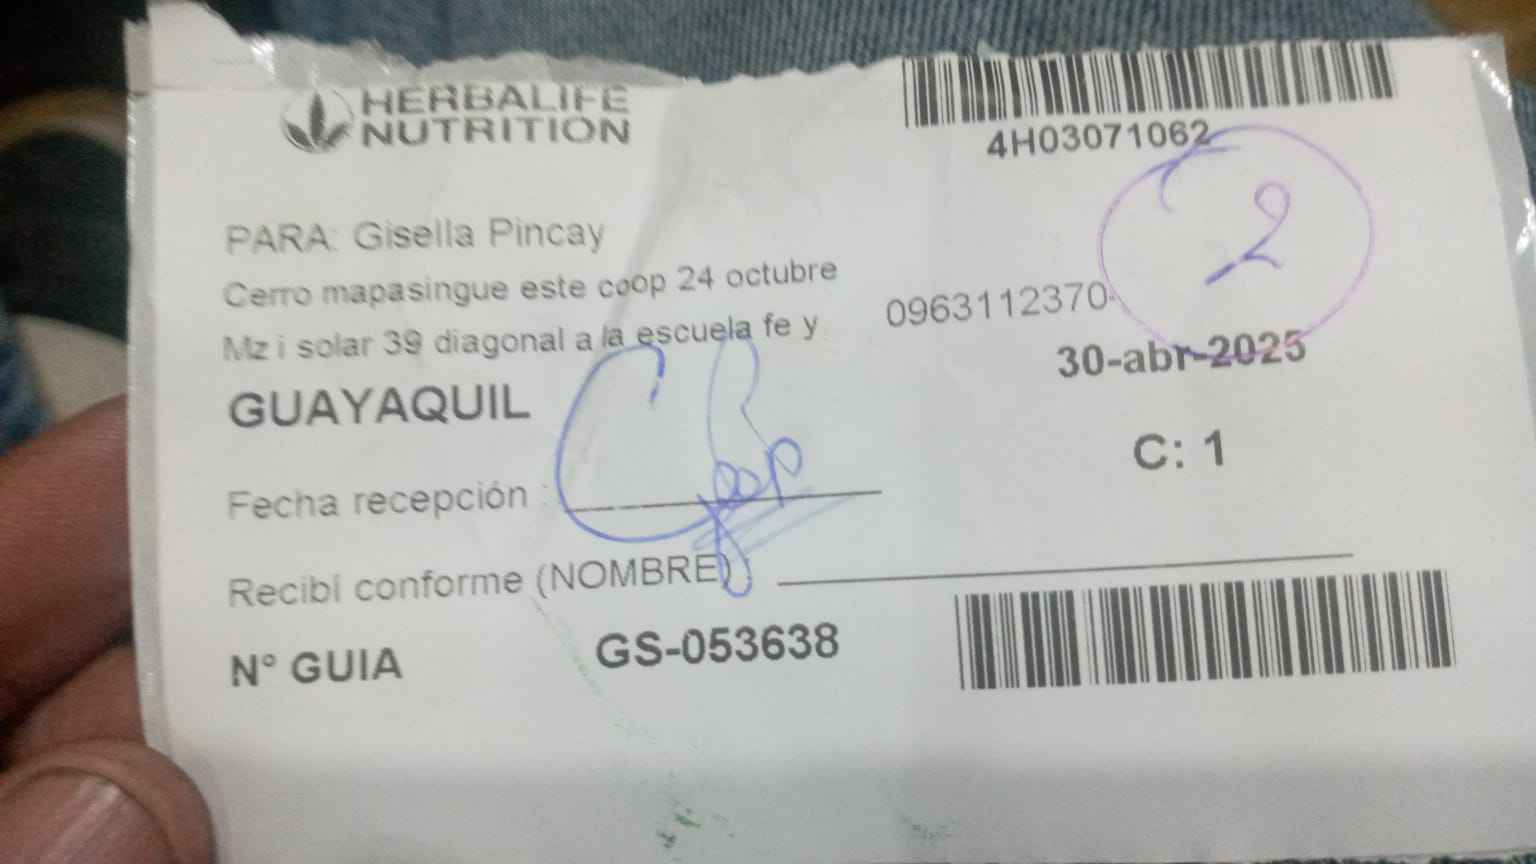 HERBALIFE
NUTRITION
4H03071062
2
PARA: Gisella Pincay
Cerro mapasingue este coop 24 octubre
Mz i solar 39 diagonal a la escuela fe y
0963112370
30-abr-2025
GUAYAQUIL
C: 1
Fecha recepción :
Recibí conforme (NOMBRE)
N° GUIA
GS-053638